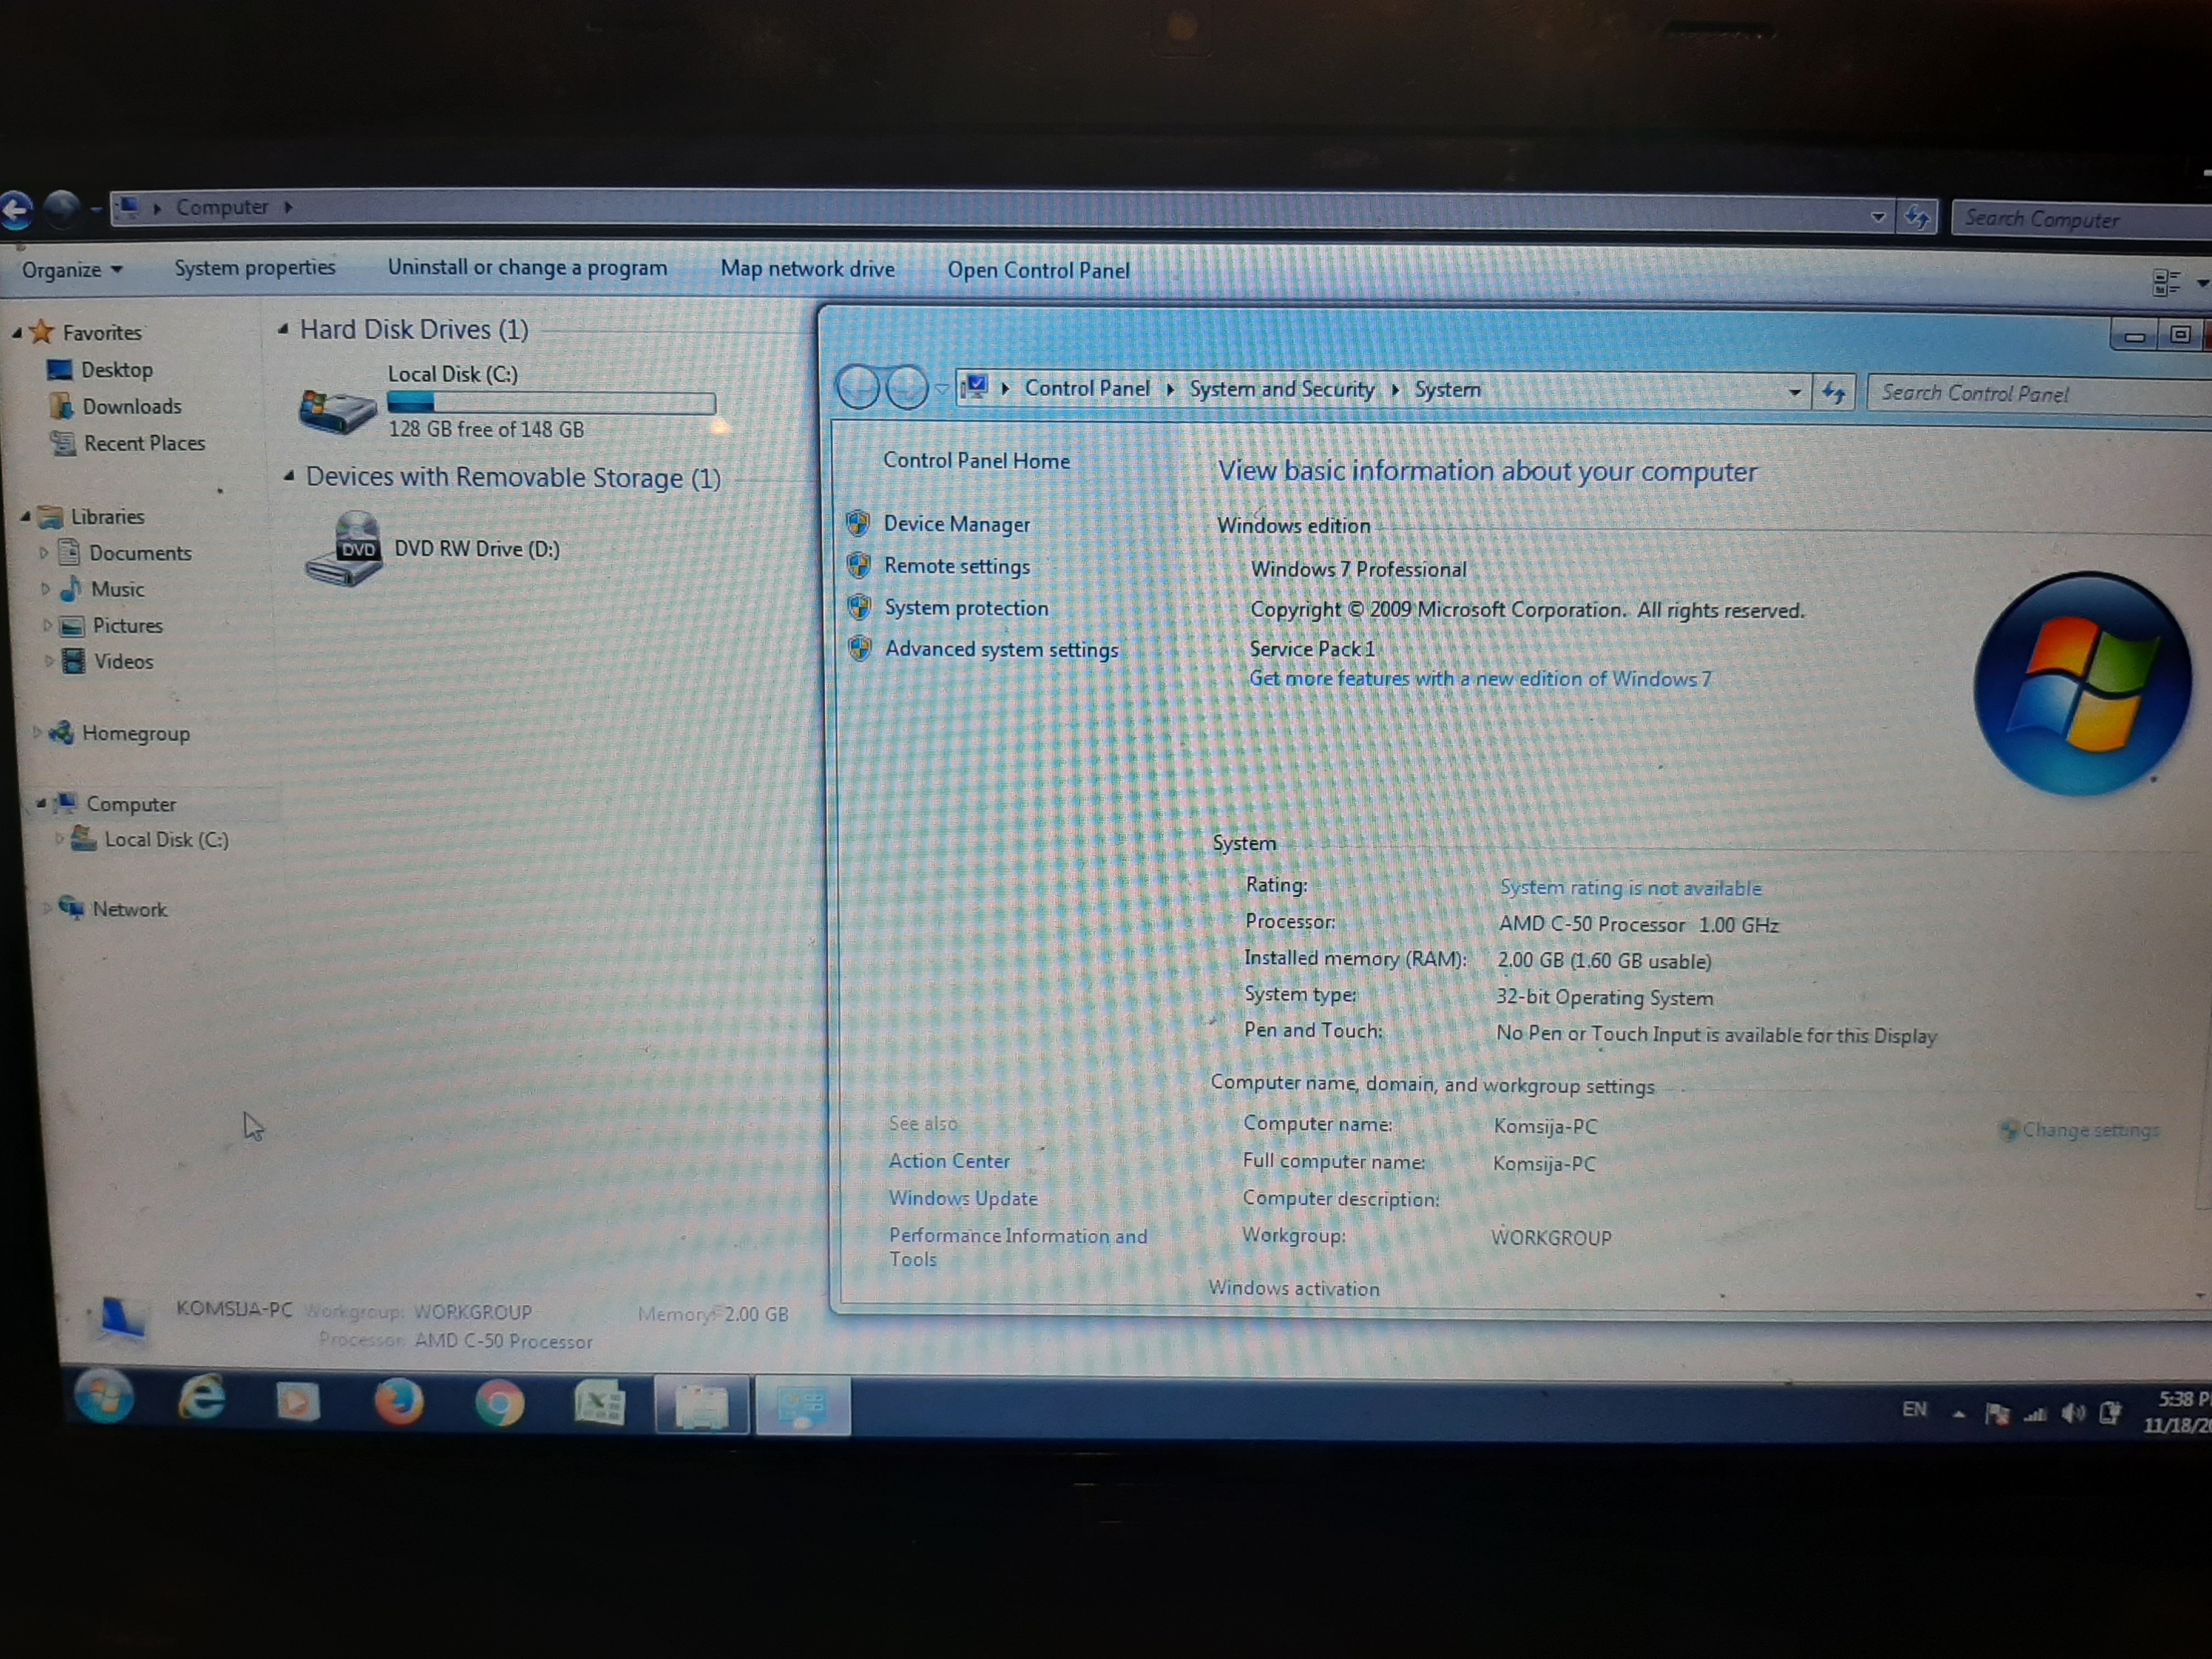 Computer
Search Computer
Organize
System properties
Uninstall or change a program
Map network drive
Open Control Panel
Favorites
Desktop
Downloads
Recent Places
Libraries
Documents
Music
Pictures
Videos
Homegroup
Computer
Local Disk (C:)
Network
Hard Disk Drives (1)
Local Disk (C:)
128 GB free of 148 GB
Devices with Removable Storage (1)
DVD
DVD RW Drive (D:)
Control Panel
System and Security
System
Search Control Panel
Control Panel Home
Device Manager
Remote settings
System protection
Advanced system settings
See also
Action Center
Windows Update
Performance Information and
Tools
View basic information about your computer
Windows edition
Windows 7 Professional
Copyright © 2009 Microsoft Corporation. All rights reserved.
Service Pack 1
Get more features with a new edition of Windows 7
System
Rating: System rating is not available
Processor: AMD C-50 Processor 1.00 GHz
Installed memory (RAM): 2.00 GB (1.60 GB usable)
System type: 32-bit Operating System
Pen and Touch: No Pen or Touch Input is available for this Display
Computer name, domain, and workgroup settings
Computer name: Komsija-PC
Change settings
Full computer name: Komsija-PC
Computer description:
Workgroup: WORKGROUP
Windows activation
KOMSIJA-PC Workgroup: WORKGROUP Memory: 2.00 GB
Processor: AMD C-50 Processor
EN
5:38 P
11/18/20